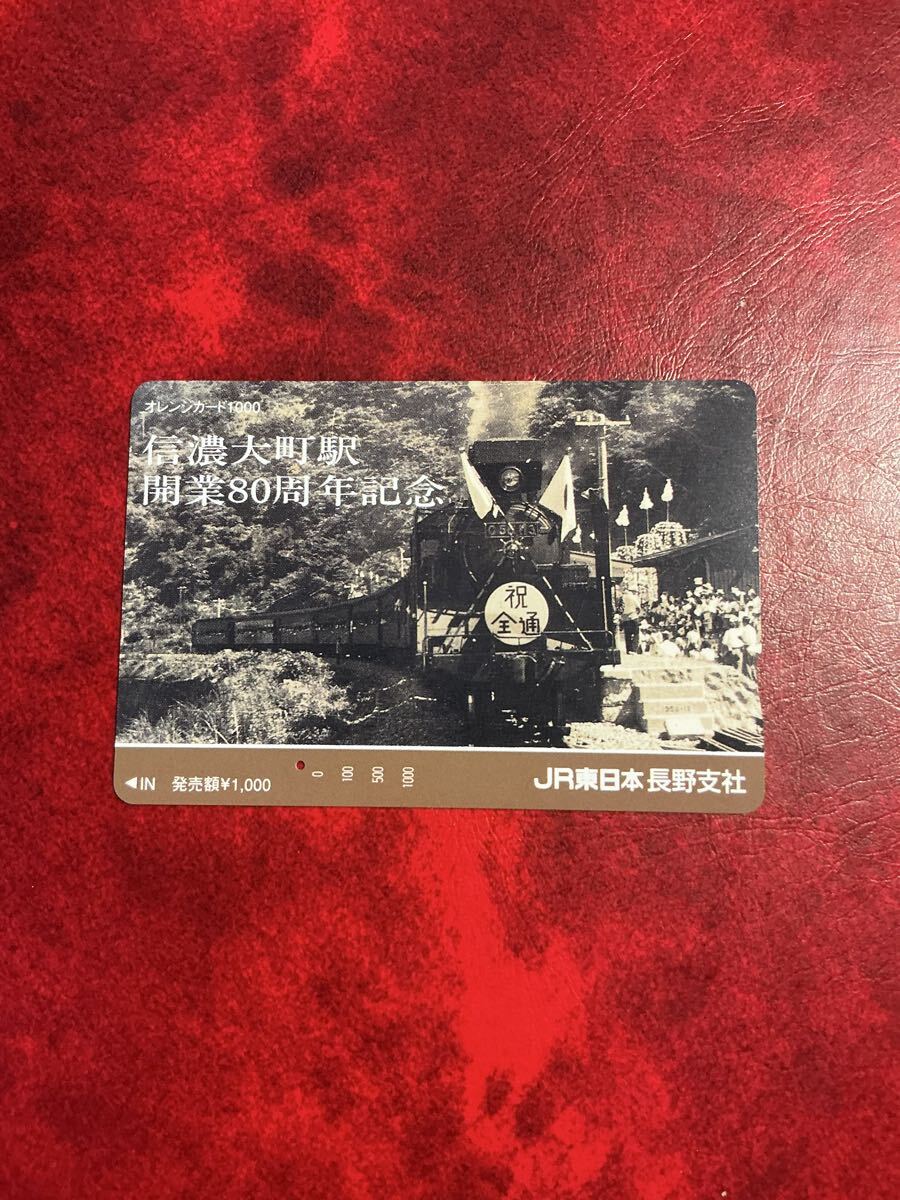 オレンジカード1000
信濃大町駅
開業80周年記念
祝
全通
◀IN 発売額¥1,000
0 100 500 1000
JR東日本 長野支社